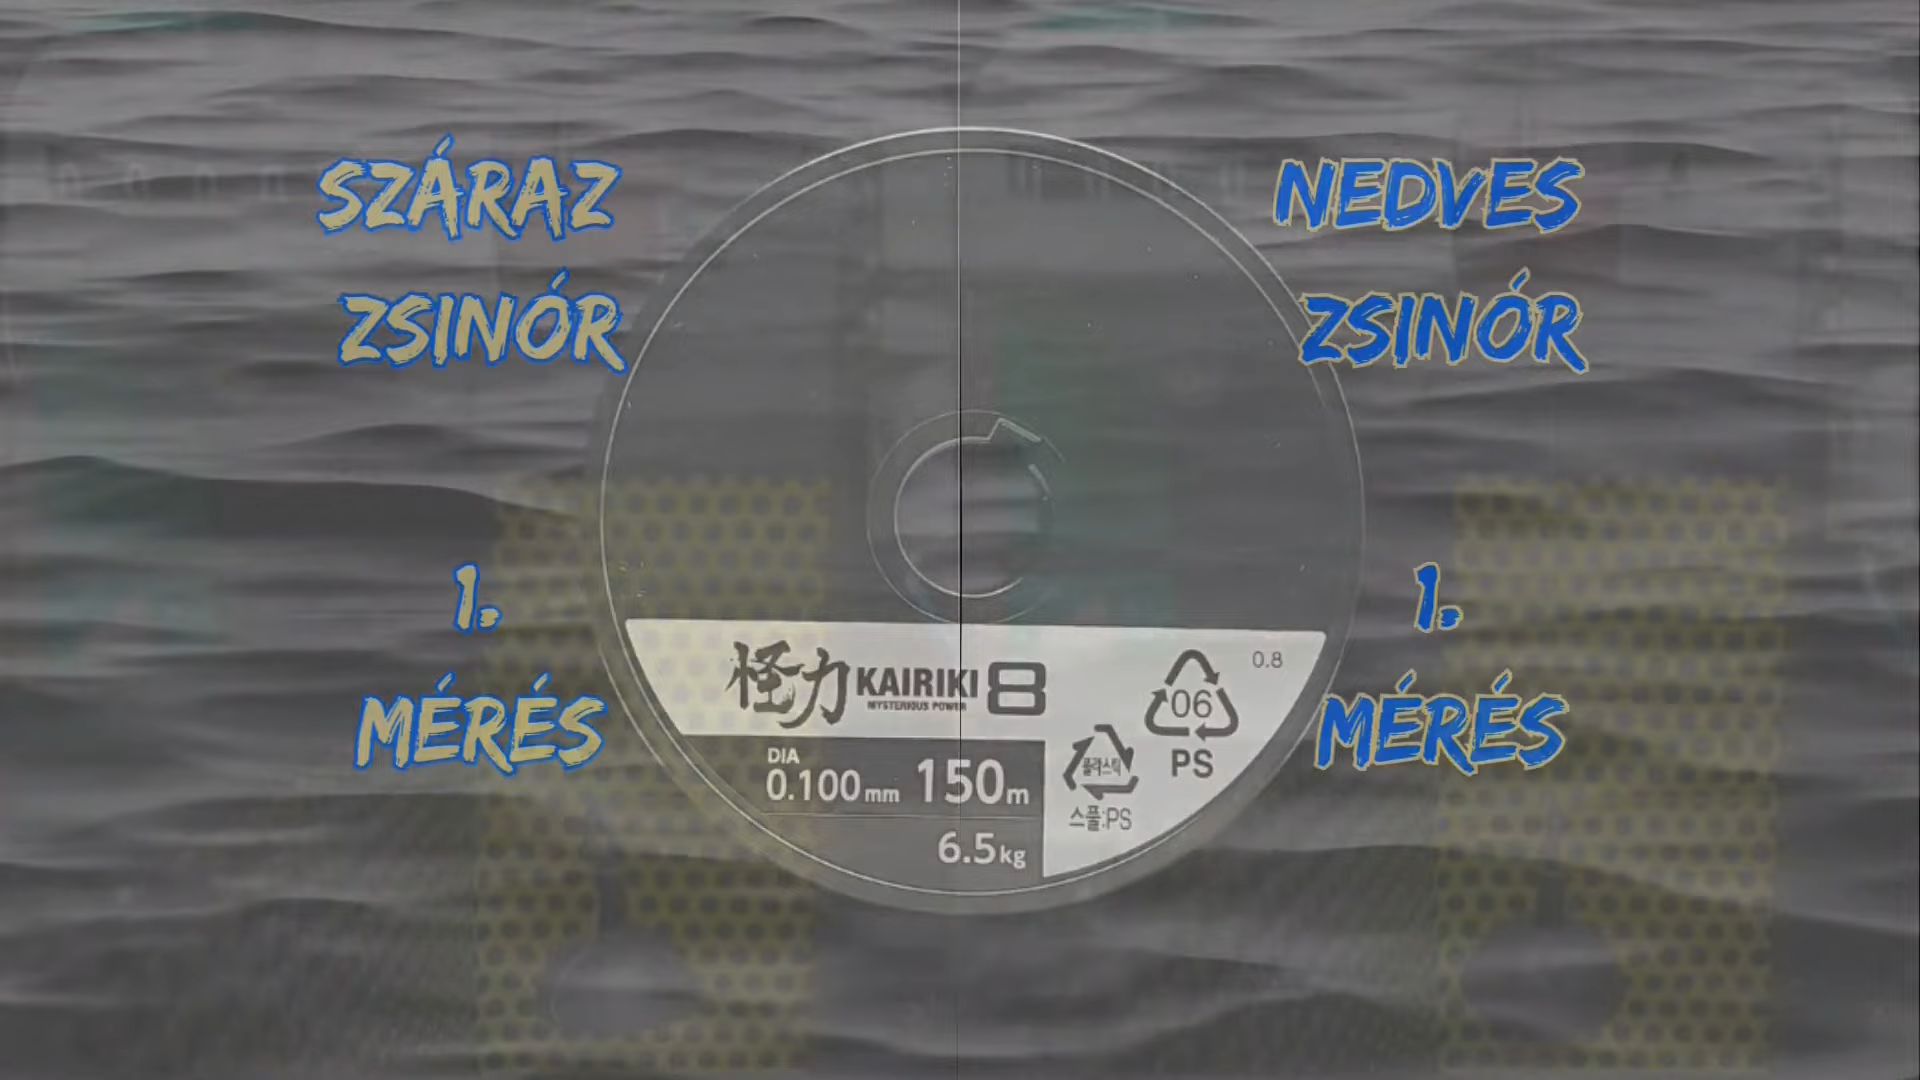 SZÁRAZ
ZSINÓR
1.
MÉRÉS
NEDVES
ZSINÓR
1.
MÉRÉS
怪力 KAIRIKI 8
MYSTERIOUS POWER
0.8
06
PS
DIA
0.100mm 150m
6.5kg
플라스틱
스풀:PS